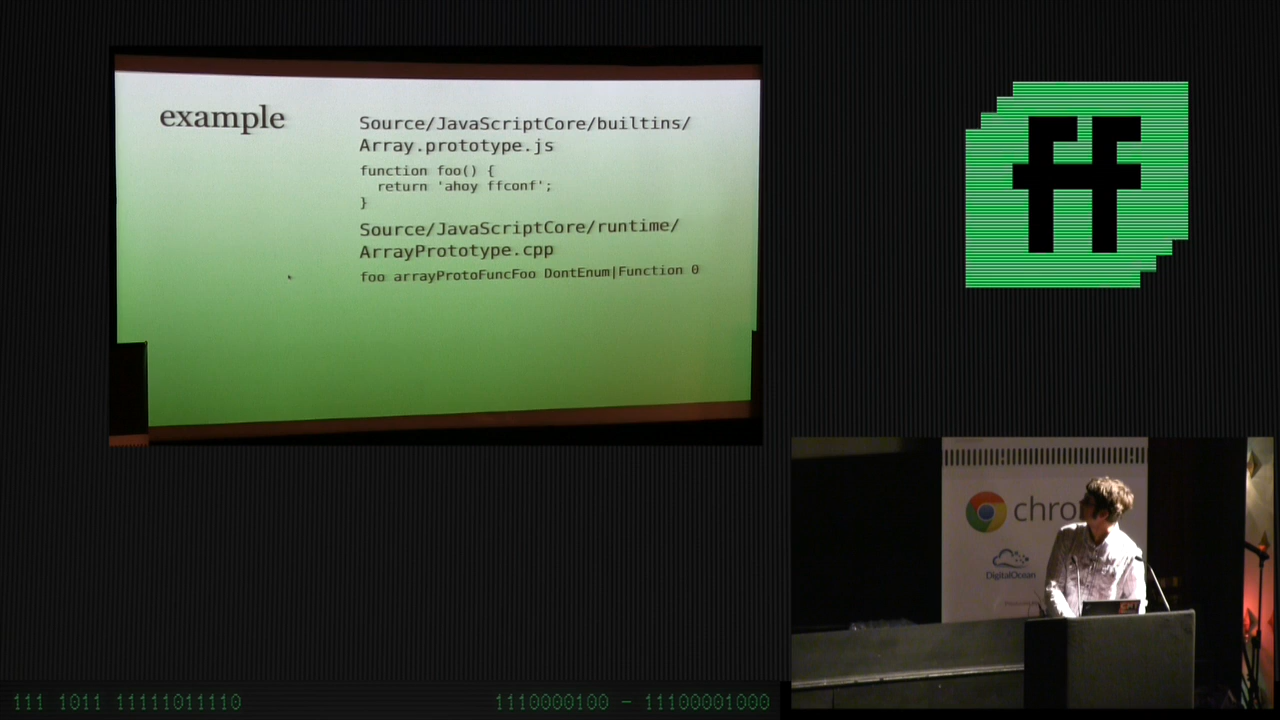 example
Source/JavaScriptCore/builtins/
Array.prototype.js
function foo() {
  return 'ahoy ffconf';
}
Source/JavaScriptCore/runtime/
ArrayPrototype.cpp
foo arrayProtoFuncFoo DontEnum|Function 0
ff
chro
DigitalOcean
111 1011 11111011110
1110000100 - 11100001000